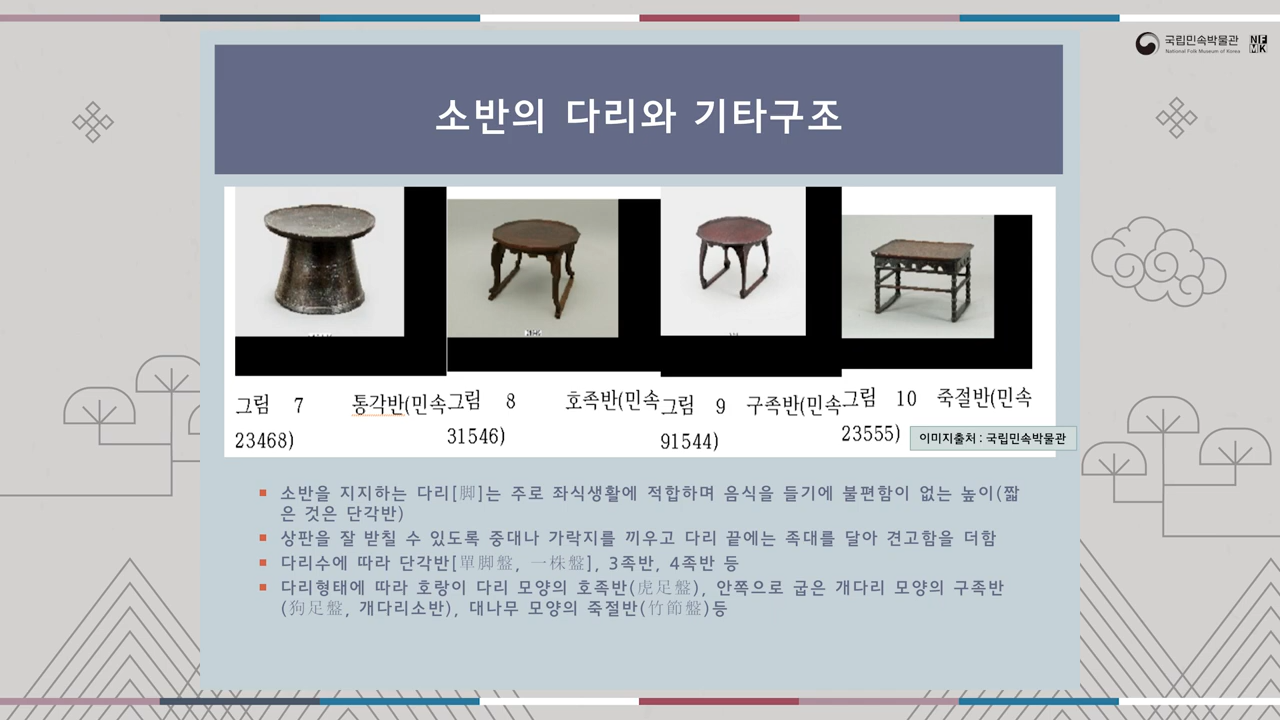 국립민속박물관
National Folk Museum of Korea
NF
MK
소반의 다리와 기타구조
그림 7 통각반(민속
23468)
그림 8 호족반(민속
31546)
그림 9 구족반(민속
91544)
그림 10 죽절반(민속
23555)
이미지출처 : 국립민속박물관
소반을 지지하는 다리[脚]는 주로 좌식생활에 적합하며 음식을 들기에 불편함이 없는 높이(짧
은 것은 단각반)
상판을 잘 받칠 수 있도록 중대나 가락지를 끼우고 다리 끝에는 족대를 달아 견고함을 더함
다리수에 따라 단각반[單脚盤, 一株盤], 3족반, 4족반 등
다리형태에 따라 호랑이 다리 모양의 호족반(虎足盤), 안쪽으로 굽은 개다리 모양의 구족반
(狗足盤, 개다리소반), 대나무 모양의 죽절반(竹節盤)등